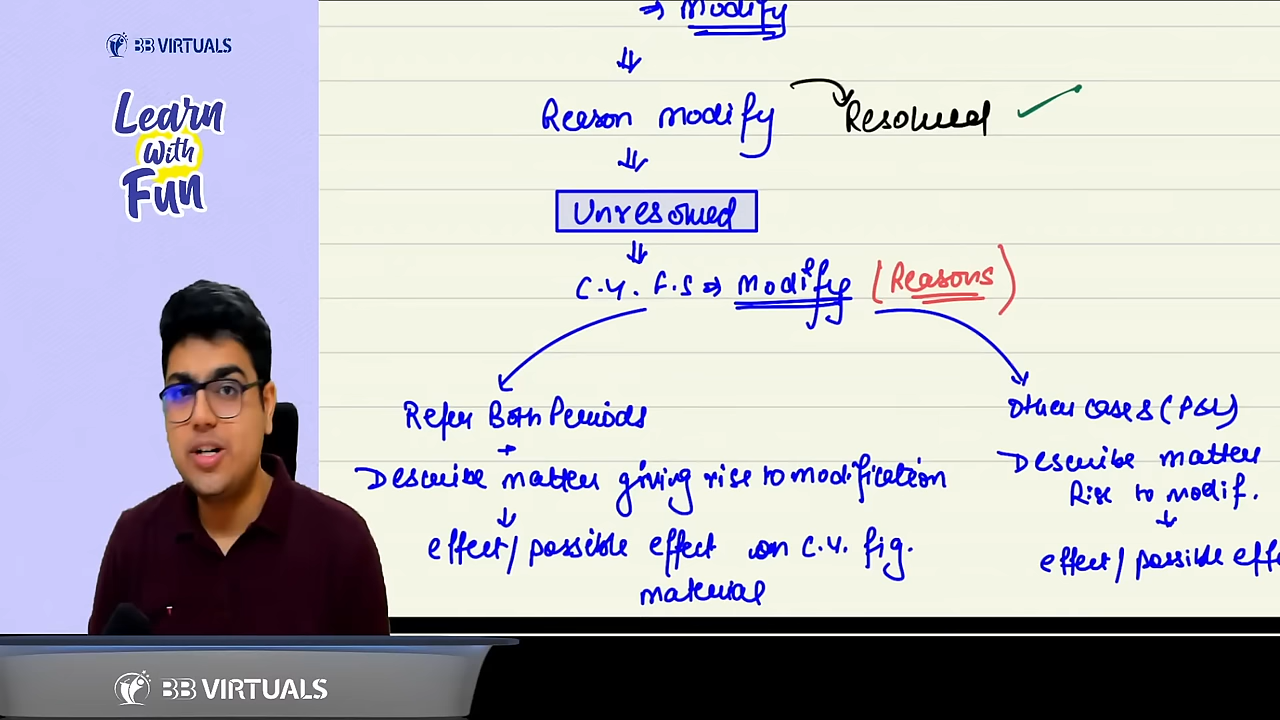 BB VIRTUALS
Learn
With
Fun
⇒ Modify
Reason modify
Resolved ✓
Unresolved
C.Y. F.S ⇒ Modify (Reasons)
Refer Both Periods
Describe matter giving rise to modification
effect/possible effect on C.Y. fig.
material
Other cases (PSL)
Describe matter
Rise to modif.
effect/possible effe
BB VIRTUALS